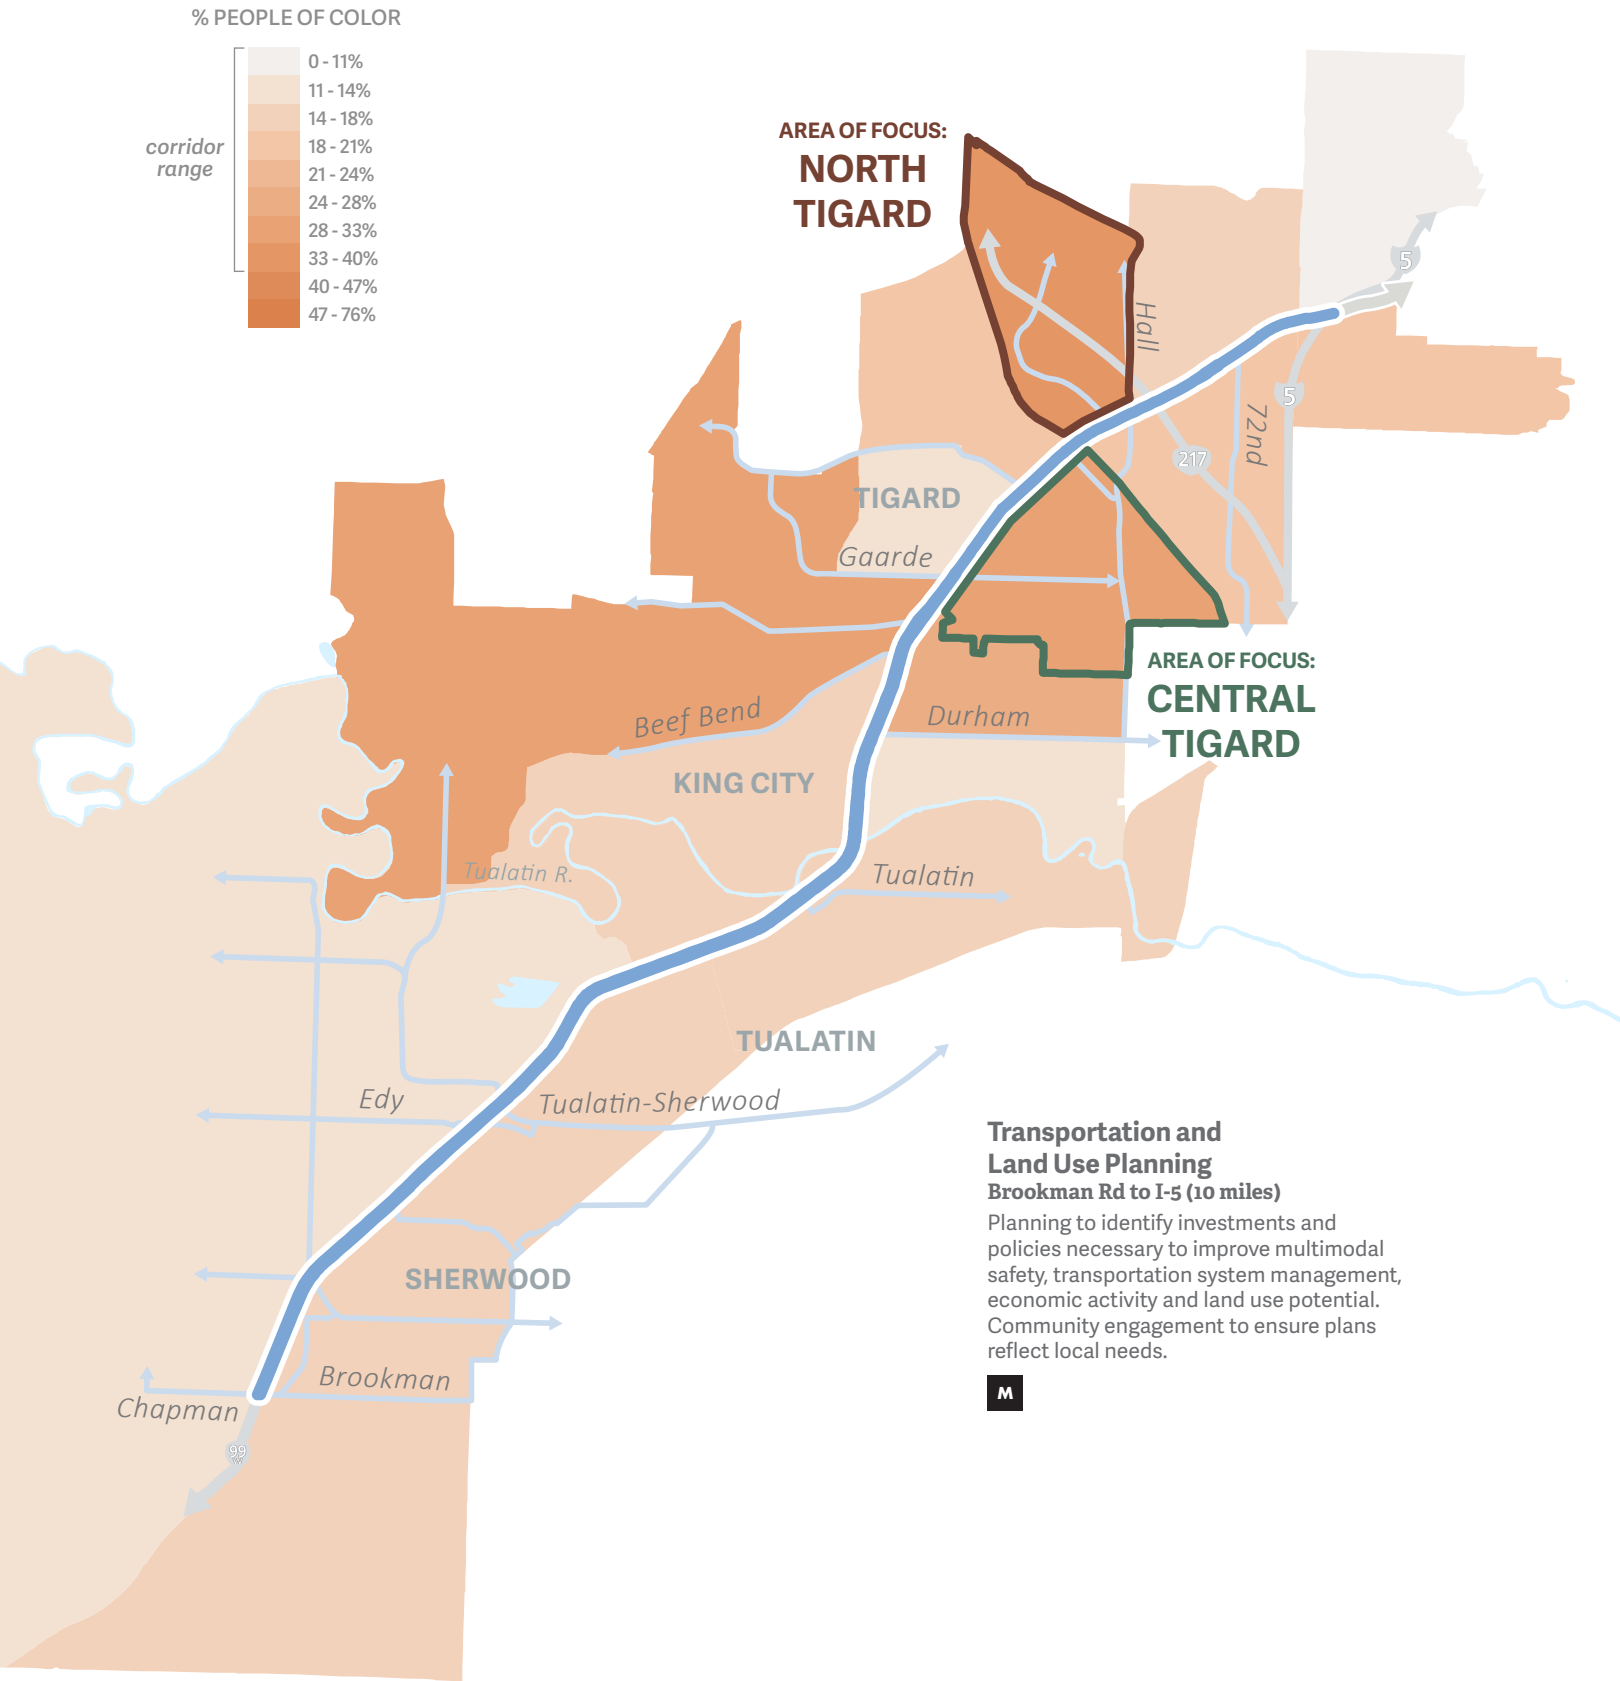 % PEOPLE OF COLOR
0 - 11%
11 - 14%
14 - 18%
18 - 21%
21 - 24%
24 - 28%
28 - 33%
33 - 40%
40 - 47%
47 - 76%
corridor
range
AREA OF FOCUS:
NORTH
TIGARD
Hall
5
5
72nd
217
TIGARD
Gaarde
AREA OF FOCUS:
CENTRAL
TIGARD
Beef Bend
Durham
KING CITY
Tualatin R.
Tualatin
TUALATIN
Edy
Tualatin-Sherwood
SHERWOOD
Brookman
Chapman
99
W
Transportation and
Land Use Planning
Brookman Rd to I-5 (10 miles)
Planning to identify investments and
policies necessary to improve multimodal
safety, transportation system management,
economic activity and land use potential.
Community engagement to ensure plans
reflect local needs.
M